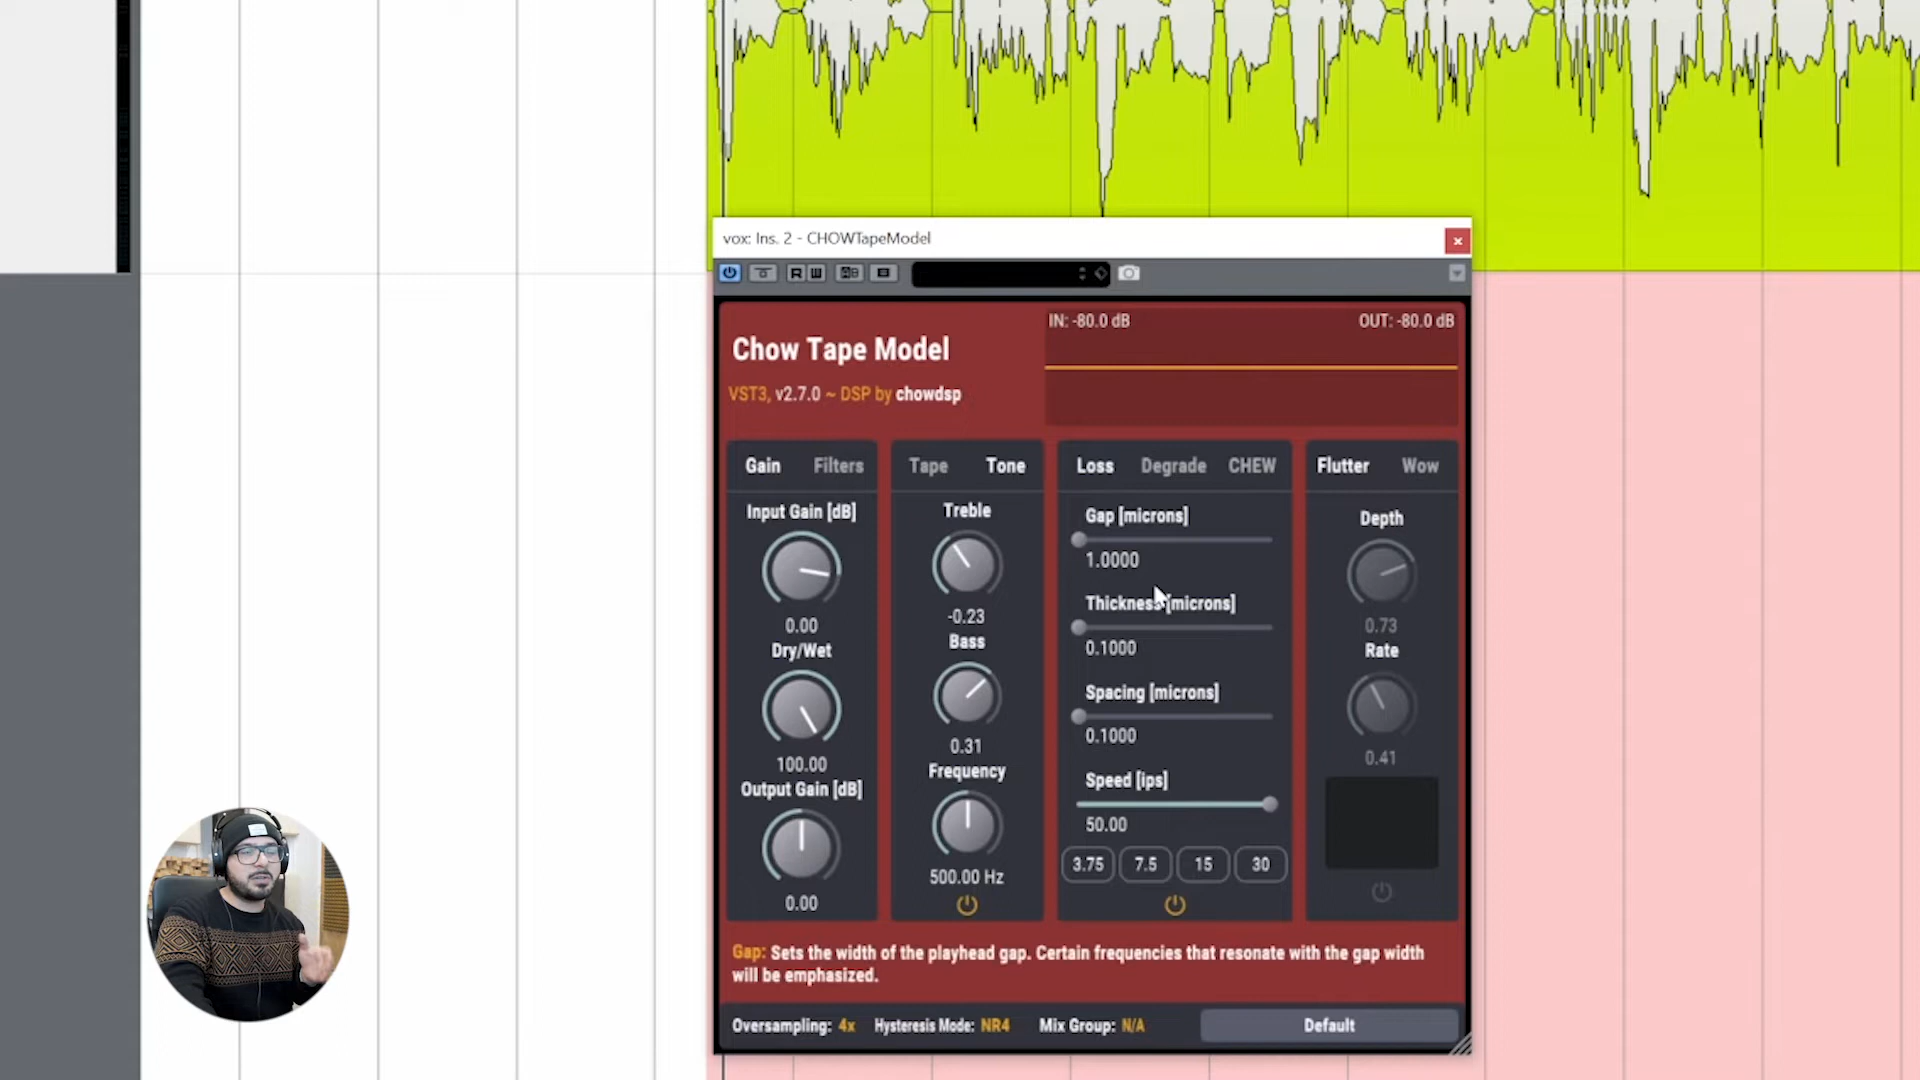 vox: Ins. 2 - CHOWTapeModel
R W
Chow Tape Model
VST3, v2.7.0 ~ DSP by chowdsp
IN: -80.0 dB
OUT: -80.0 dB
Gain Filters
Input Gain [dB]
0.00
Dry/Wet
100.00
Output Gain [dB]
0.00
Tape Tone
Treble
-0.23
Bass
0.31
Frequency
500.00 Hz
Loss Degrade CHEW
Gap [microns]
1.0000
Thickness [microns]
0.1000
Spacing [microns]
0.1000
Speed [ips]
50.00
3.75 7.5 15 30
Flutter Wow
Depth
0.73
Rate
0.41
Gap: Sets the width of the playhead gap. Certain frequencies that resonate with the gap width
will be emphasized.
Oversampling: 4x Hysteresis Mode: NR4 Mix Group: N/A Default